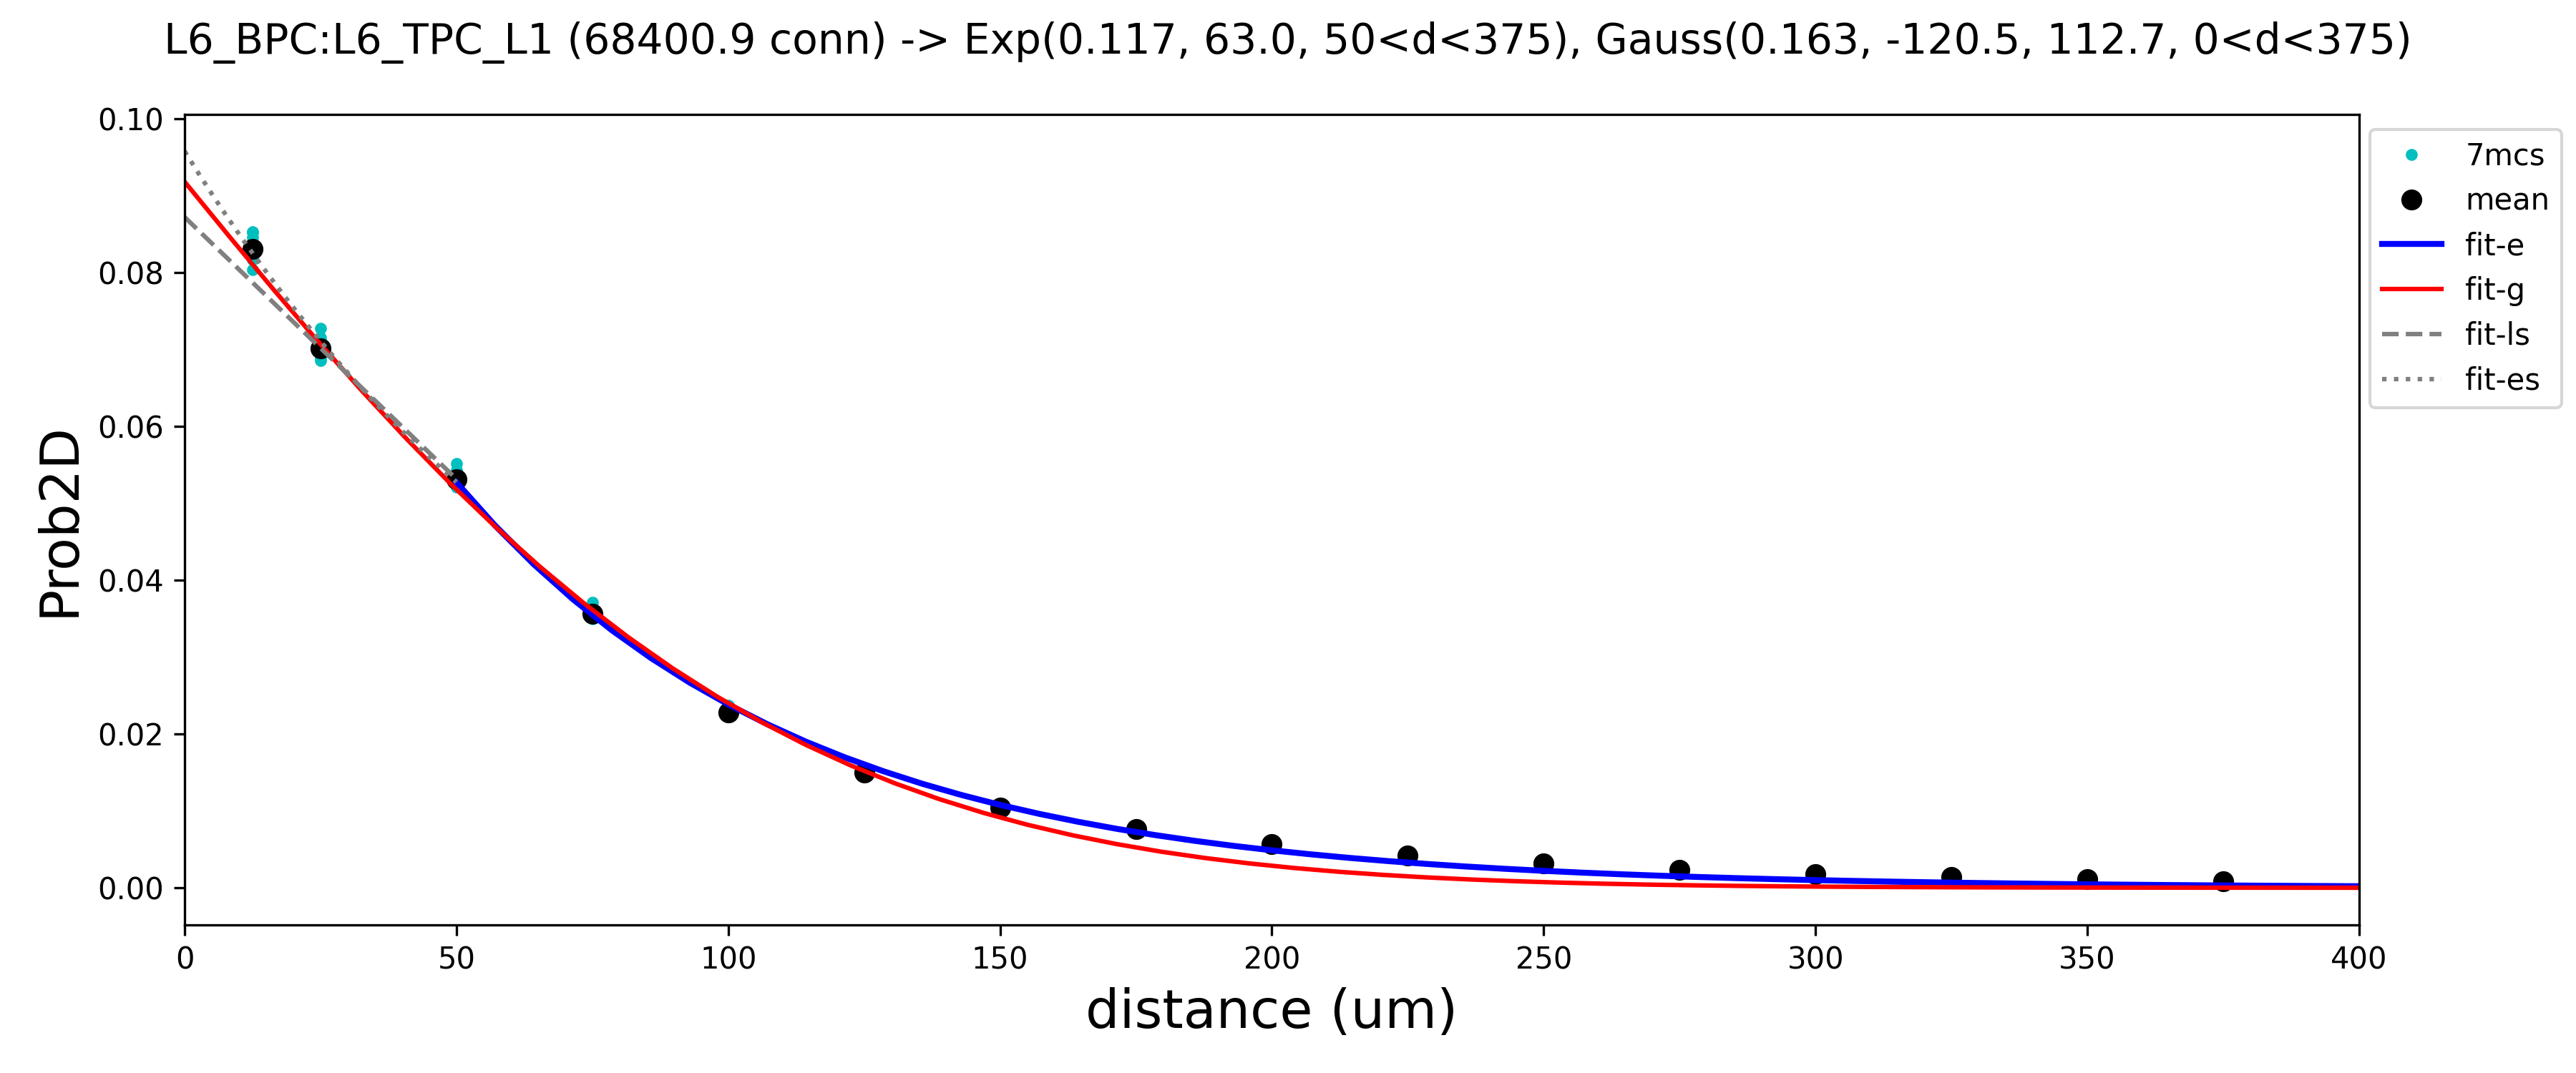 L6_BPC:L6_TPC_L1 (68400.9 conn) -> Exp(0.117, 63.0, 50<d<375), Gauss(0.163, -120.5, 112.7, 0<d<375)
0.10
0.08
0.06
0.04
0.02
0.00
Prob2D
0 50 100 150 200 250 300 350 400
distance (um)
7mcs
mean
fit-e
fit-g
fit-ls
fit-es